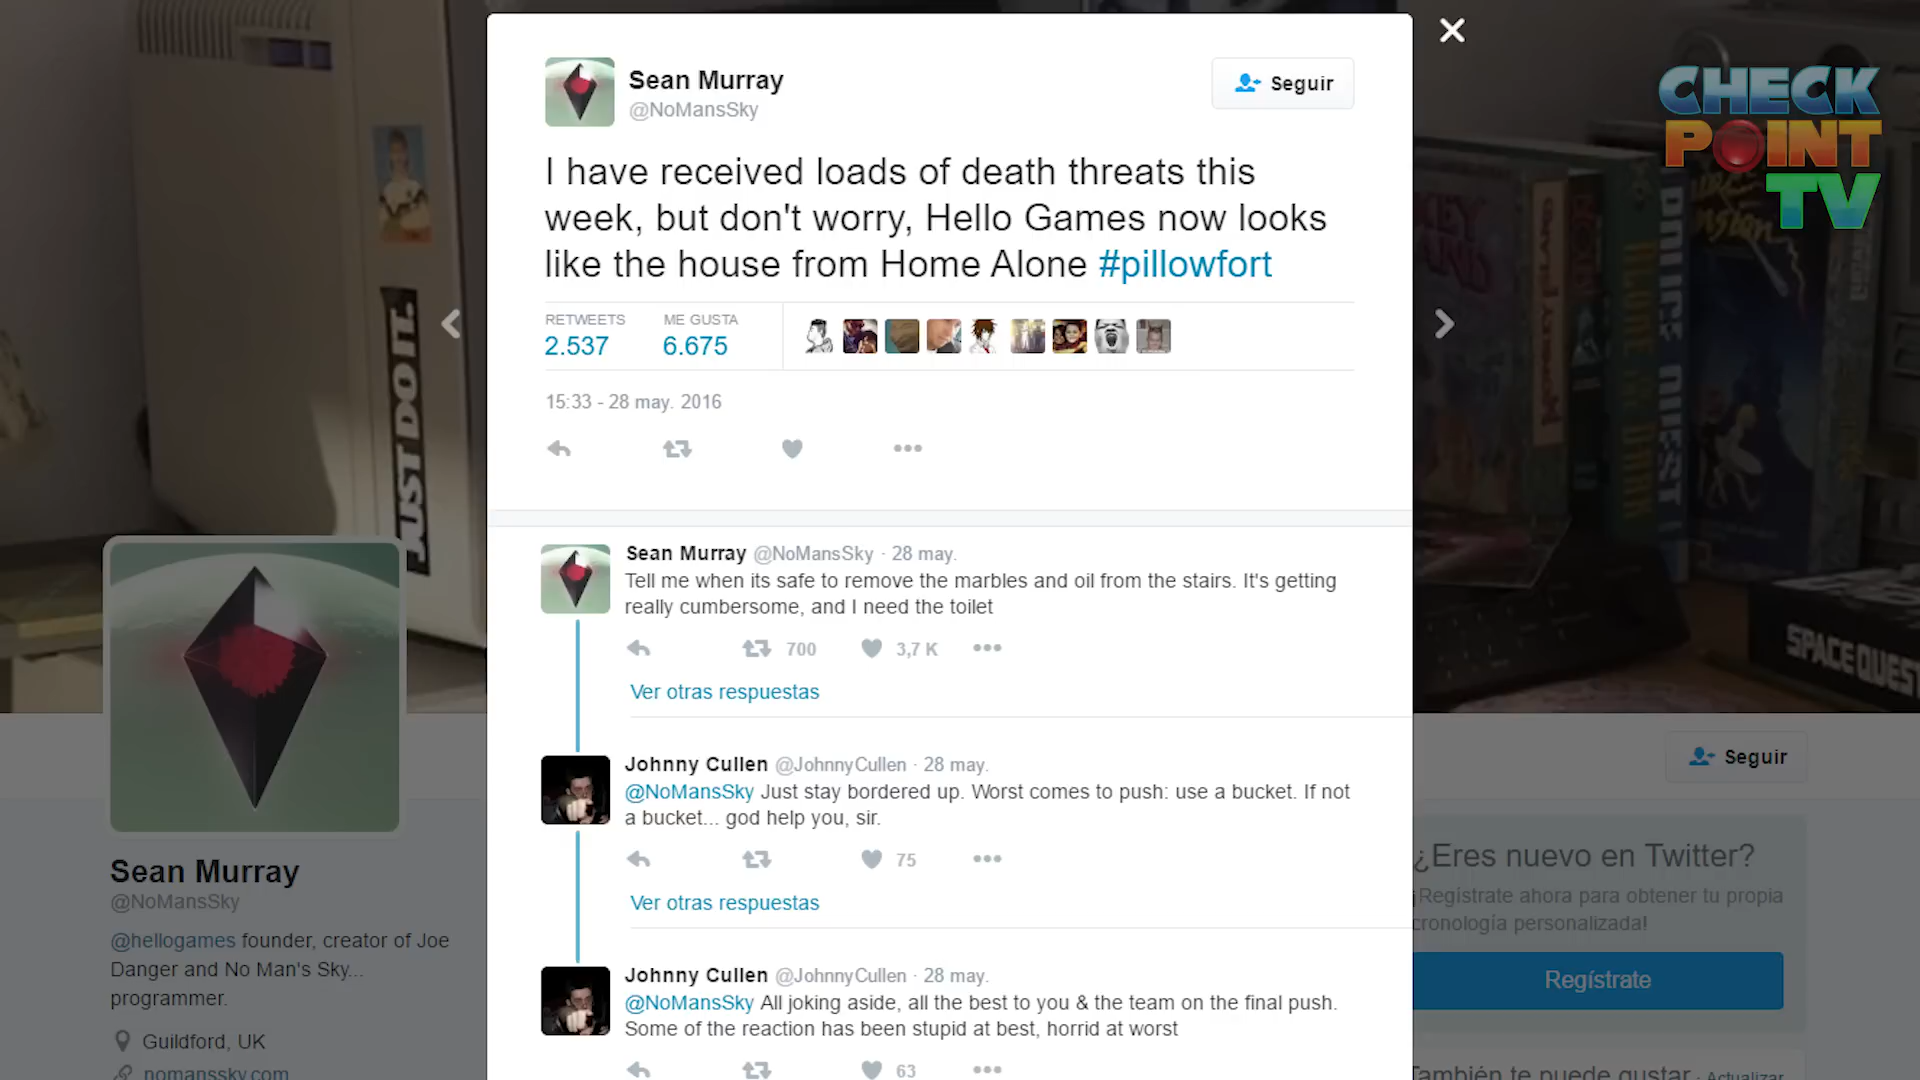 CHECK
POINT
TV
Sean Murray
@NoMansSky
Seguir
I have received loads of death threats this
week, but don't worry, Hello Games now looks
like the house from Home Alone #pillowfort
RETWEETS
2.537
ME GUSTA
6.675
15:33 - 28 may. 2016
Sean Murray @NoMansSky · 28 may.
Tell me when its safe to remove the marbles and oil from the stairs. It's getting
really cumbersome, and I need the toilet
700
3,7 K
Ver otras respuestas
Johnny Cullen @JohnnyCullen · 28 may.
@NoMansSky Just stay bordered up. Worst comes to push: use a bucket. If not
a bucket... god help you, sir.
75
Ver otras respuestas
Johnny Cullen @JohnnyCullen · 28 may.
@NoMansSky All joking aside, all the best to you & the team on the final push.
Some of the reaction has been stupid at best, horrid at worst
63
JUST DO IT.
Sean Murray
@NoMansSky
@hellogames founder, creator of Joe
Danger and No Man's Sky...
programmer.
Guildford, UK
nomanssky.com
SPACE QUEST
Seguir
¿Eres nuevo en Twitter?
¡Regístrate ahora para obtener tu propia
cronología personalizada!
Regístrate
También te puede gustar · Actualizar